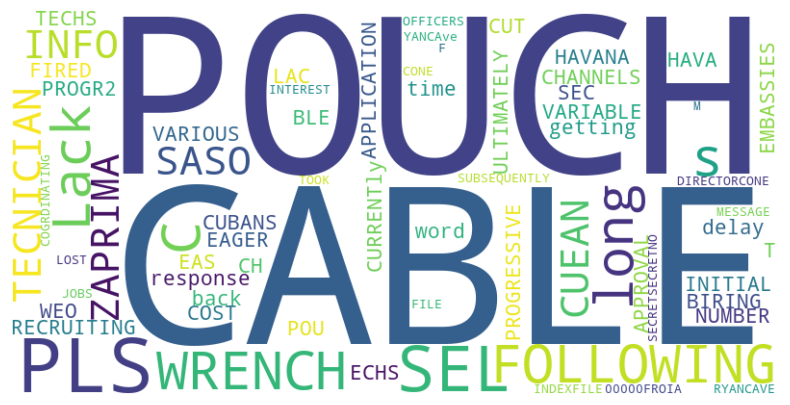 POUCH
CABLE
TECHS
INFO
FIRED
PROGR2
TECNICIAN
Lack
COGRDINATING
ZAPRIMA
LOST
JOBS
WEO
RECRUITING
PLS
WRENCH
ECHS
SEL
FOLLOWING
VARIOUS
SASO
LAC
INTEREST
BLE
APPLICATION
OFFICERS
YANCAve
F
CONE
time
CUT
ULTIMATELY
HAVANA
CHANNELS
SEC
VARIABLE
getting
HAVA
M
S
EMBASSIES
TOOK
SUBSEQUENTLY
DIRECTORCONE
C
CUBANS
EAGER
EAS
CH
response
back
COST
POU
CURRENTLy
word
FILE
PROGRESSIVE
CUEAN
long
APPROVAL
SECRETSECRETNO
MESSAGE
delay
T
INITIAL
BIRING
NUMBER
INDEXFILE
OOOOOFROIA
RYANCAVE